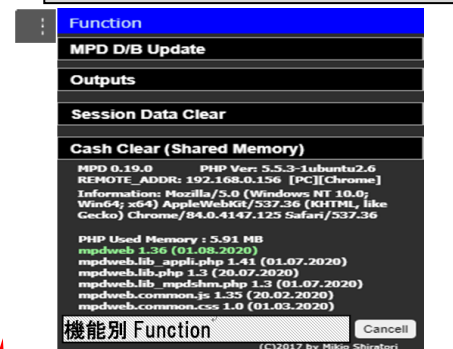 Function
MPD D/B Update
Outputs
Session Data Clear
Cash Clear (Shared Memory)
MPD 0.19.0 PHP Ver: 5.5.3-1ubuntu2.6
REMOTE_ADDR: 192.168.0.156 [PC][Chrome]
Information: Mozilla/5.0 (Windows NT 10.0;
Win64; x64) AppleWebKit/537.36 (KHTML, like
Gecko) Chrome/84.0.4147.125 Safari/537.36
PHP Used Memory : 5.91 MB
mpdweb 1.36 (01.08.2020)
mpdweb.lib_appli.php 1.41 (01.07.2020)
mpdweb.lib.php 1.3 (20.07.2020)
mpdweb.lib_mpdshm.php 1.3 (01.07.2020)
mpdweb.common.js 1.35 (20.02.2020)
mpdweb.common.css 1.0 (01.03.2020)
機能別 Function
Cancell
(C)2017 by Mikio Shiratori